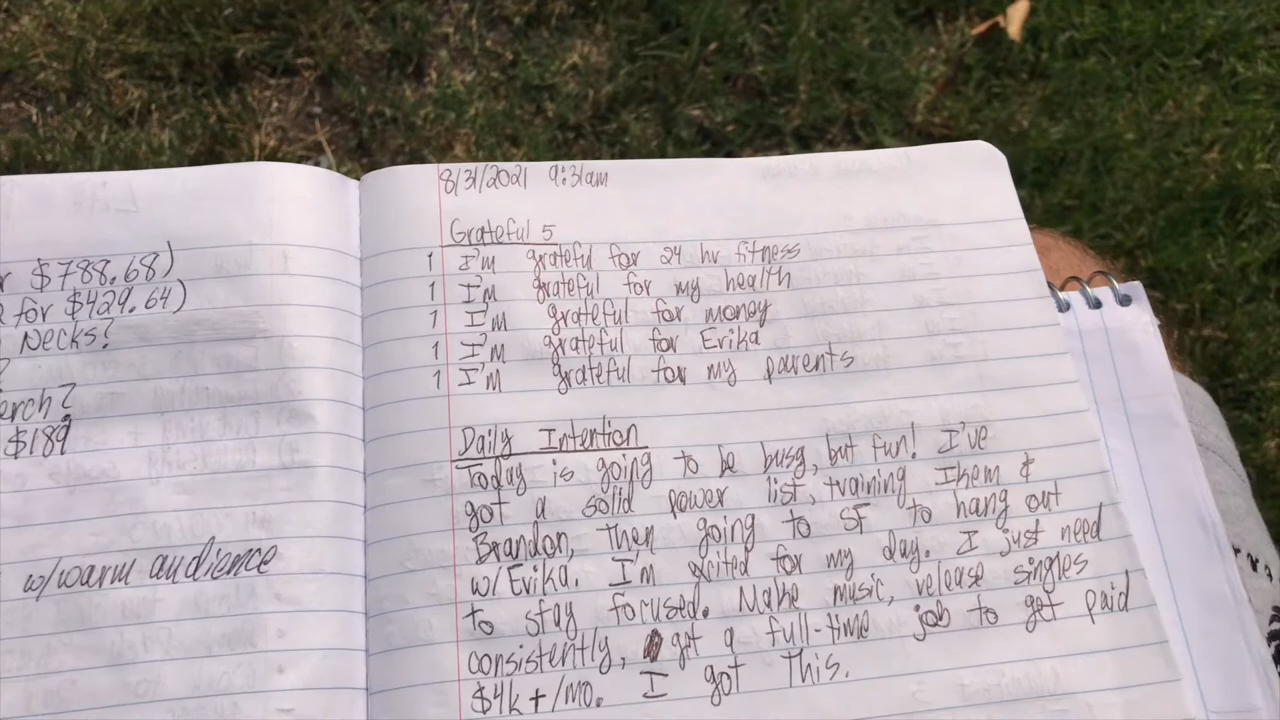 r $788.68)
e for $429.64)
Necks?
?
erch?
$189
w/warm audience
8/31/2021 9:31am
Grateful 5
1 I'm grateful for 24 hr fitness
1 I'm grateful for my health
1 I'm grateful for money
1 I'm grateful for Erika
1 I'm grateful for my parents
Daily Intention
Today is going to be busy, but fun! I've
got a solid power list, training Ikem &
Brandon, Then going to SF to hang out
w/ Erika. I'm excited for my day. I just need
to stay focused. Make music, release singles
consistently, get a full-time job to get paid
$4k+/mo. I got This.